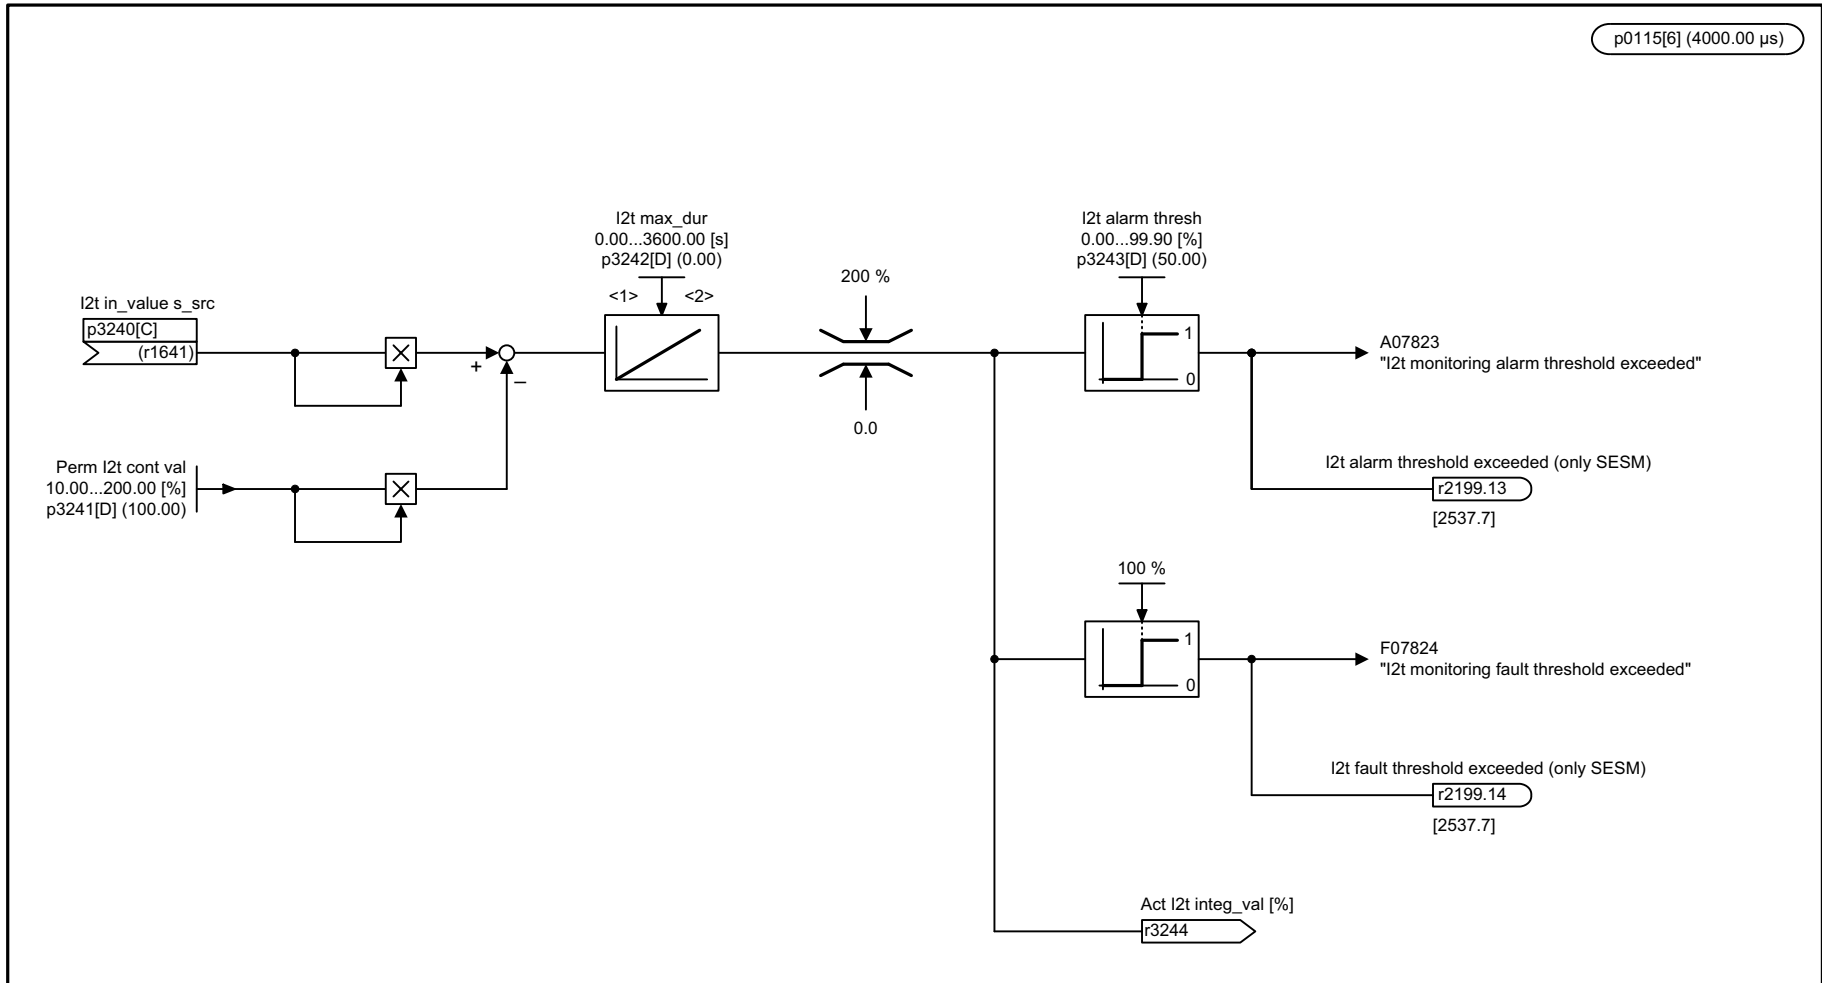 p0115[6] (4000.00 µs)
I2t max_dur
0.00...3600.00 [s]
p3242[D] (0.00)
<1>
<2>
200 %
0.0
I2t alarm thresh
0.00...99.90 [%]
p3243[D] (50.00)
1
0
I2t in_value s_src
p3240[C]
(r1641)
+
–
A07823
"I2t monitoring alarm threshold exceeded"
Perm I2t cont val
10.00...200.00 [%]
p3241[D] (100.00)
I2t alarm threshold exceeded (only SESM)
r2199.13
[2537.7]
100 %
1
0
F07824
"I2t monitoring fault threshold exceeded"
I2t fault threshold exceeded (only SESM)
r2199.14
[2537.7]
Act I2t integ_val [%]
r3244